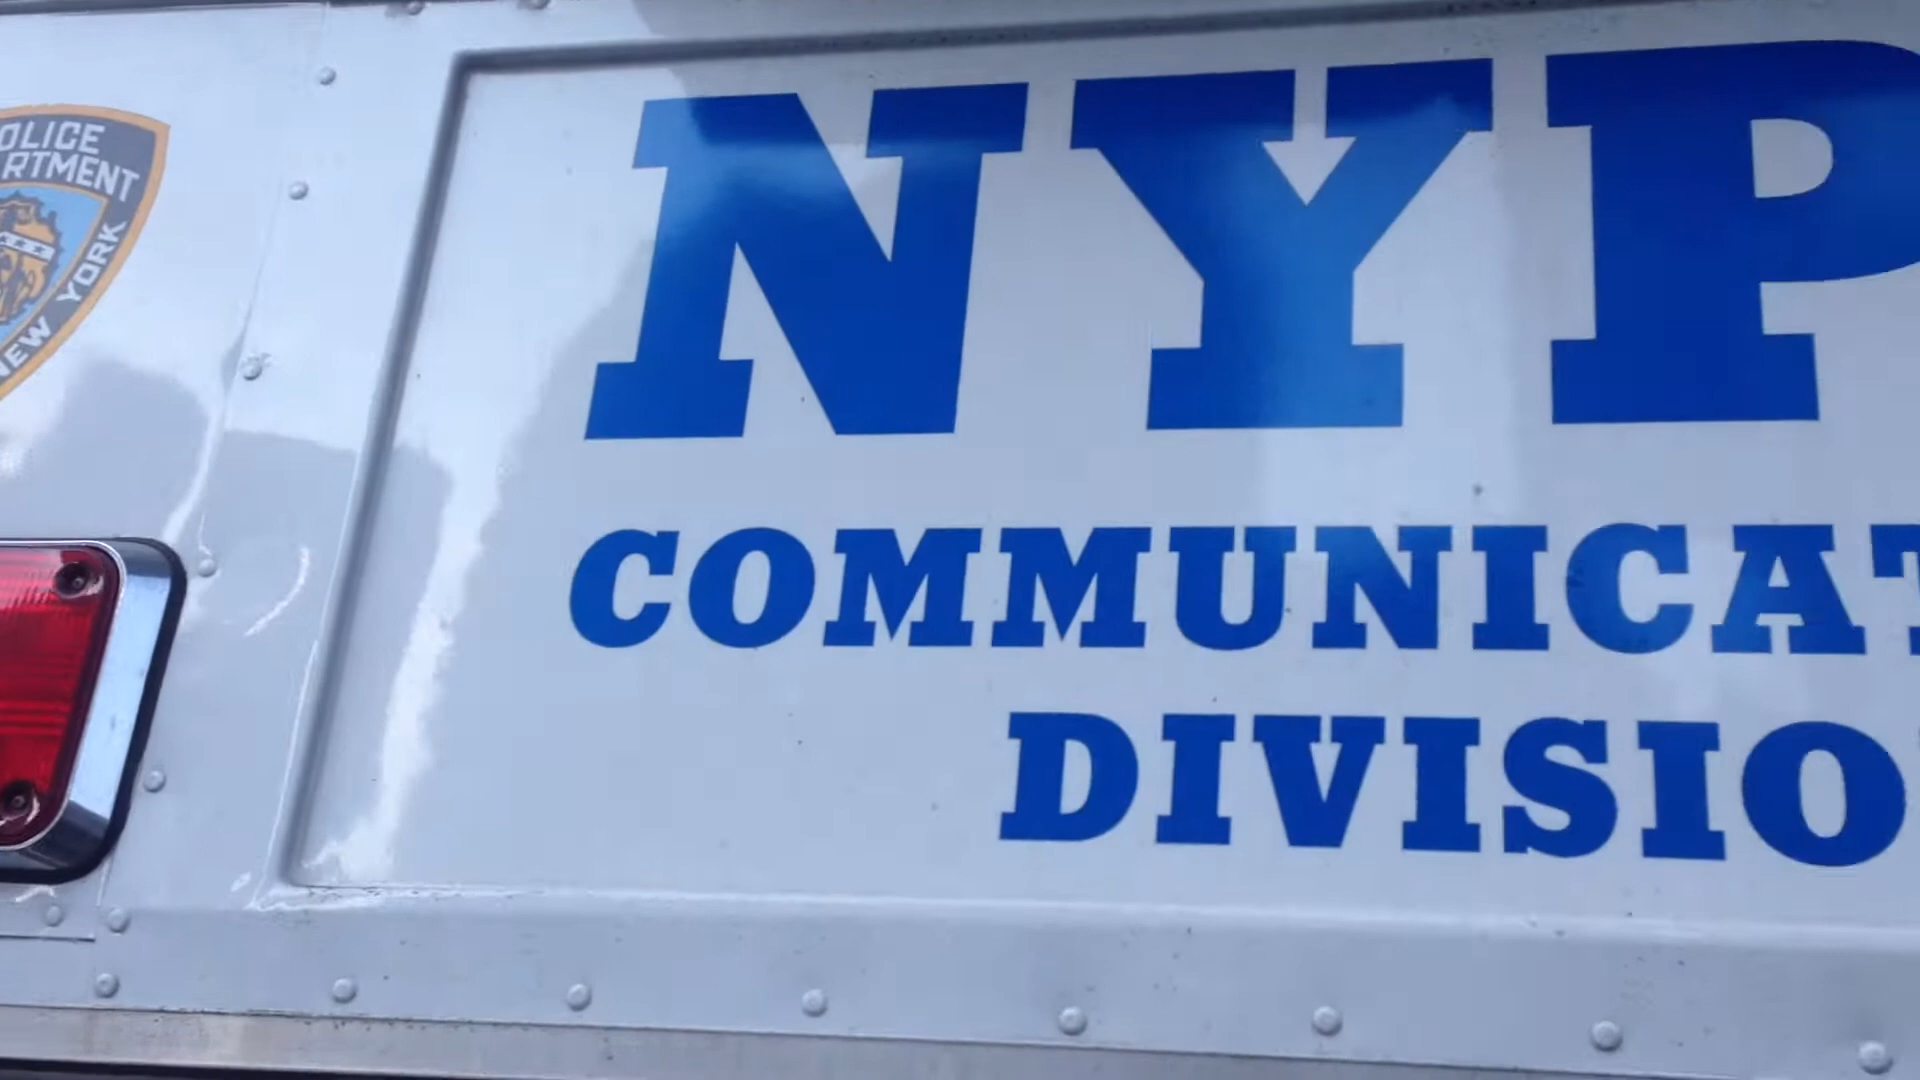 OLICE
RTMENT
NEW YORK
NYP
COMMUNICAT
DIVISIO